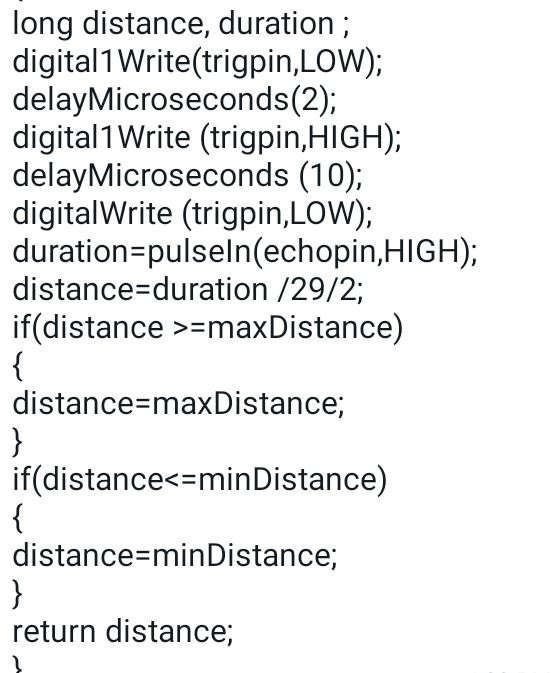 long distance, duration ;
digital1Write(trigpin,LOW);
delayMicroseconds(2);
digital1Write (trigpin,HIGH);
delayMicroseconds (10);
digitalWrite (trigpin,LOW);
duration=pulseIn(echopin,HIGH);
distance=duration /29/2;
if(distance >=maxDistance)
{
distance=maxDistance;
}
if(distance<=minDistance)
{
distance=minDistance;
}
return distance;
}